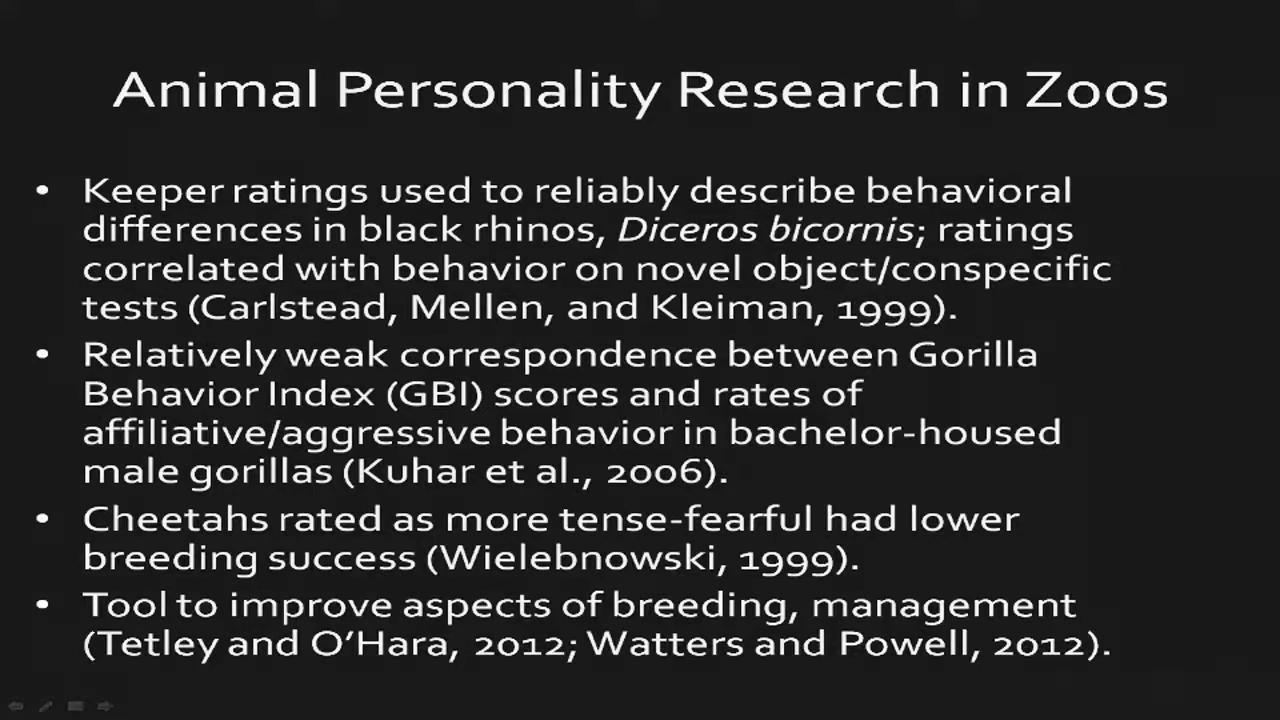 Animal Personality Research in Zoos
• Keeper ratings used to reliably describe behavioral
differences in black rhinos, Diceros bicornis; ratings
correlated with behavior on novel object/conspecific
tests (Carlstead, Mellen, and Kleiman, 1999).
• Relatively weak correspondence between Gorilla
Behavior Index (GBI) scores and rates of
affiliative/aggressive behavior in bachelor-housed
male gorillas (Kuhar et al., 2006).
• Cheetahs rated as more tense-fearful had lower
breeding success (Wielebnowski, 1999).
• Tool to improve aspects of breeding, management
(Tetley and O’Hara, 2012; Watters and Powell, 2012).